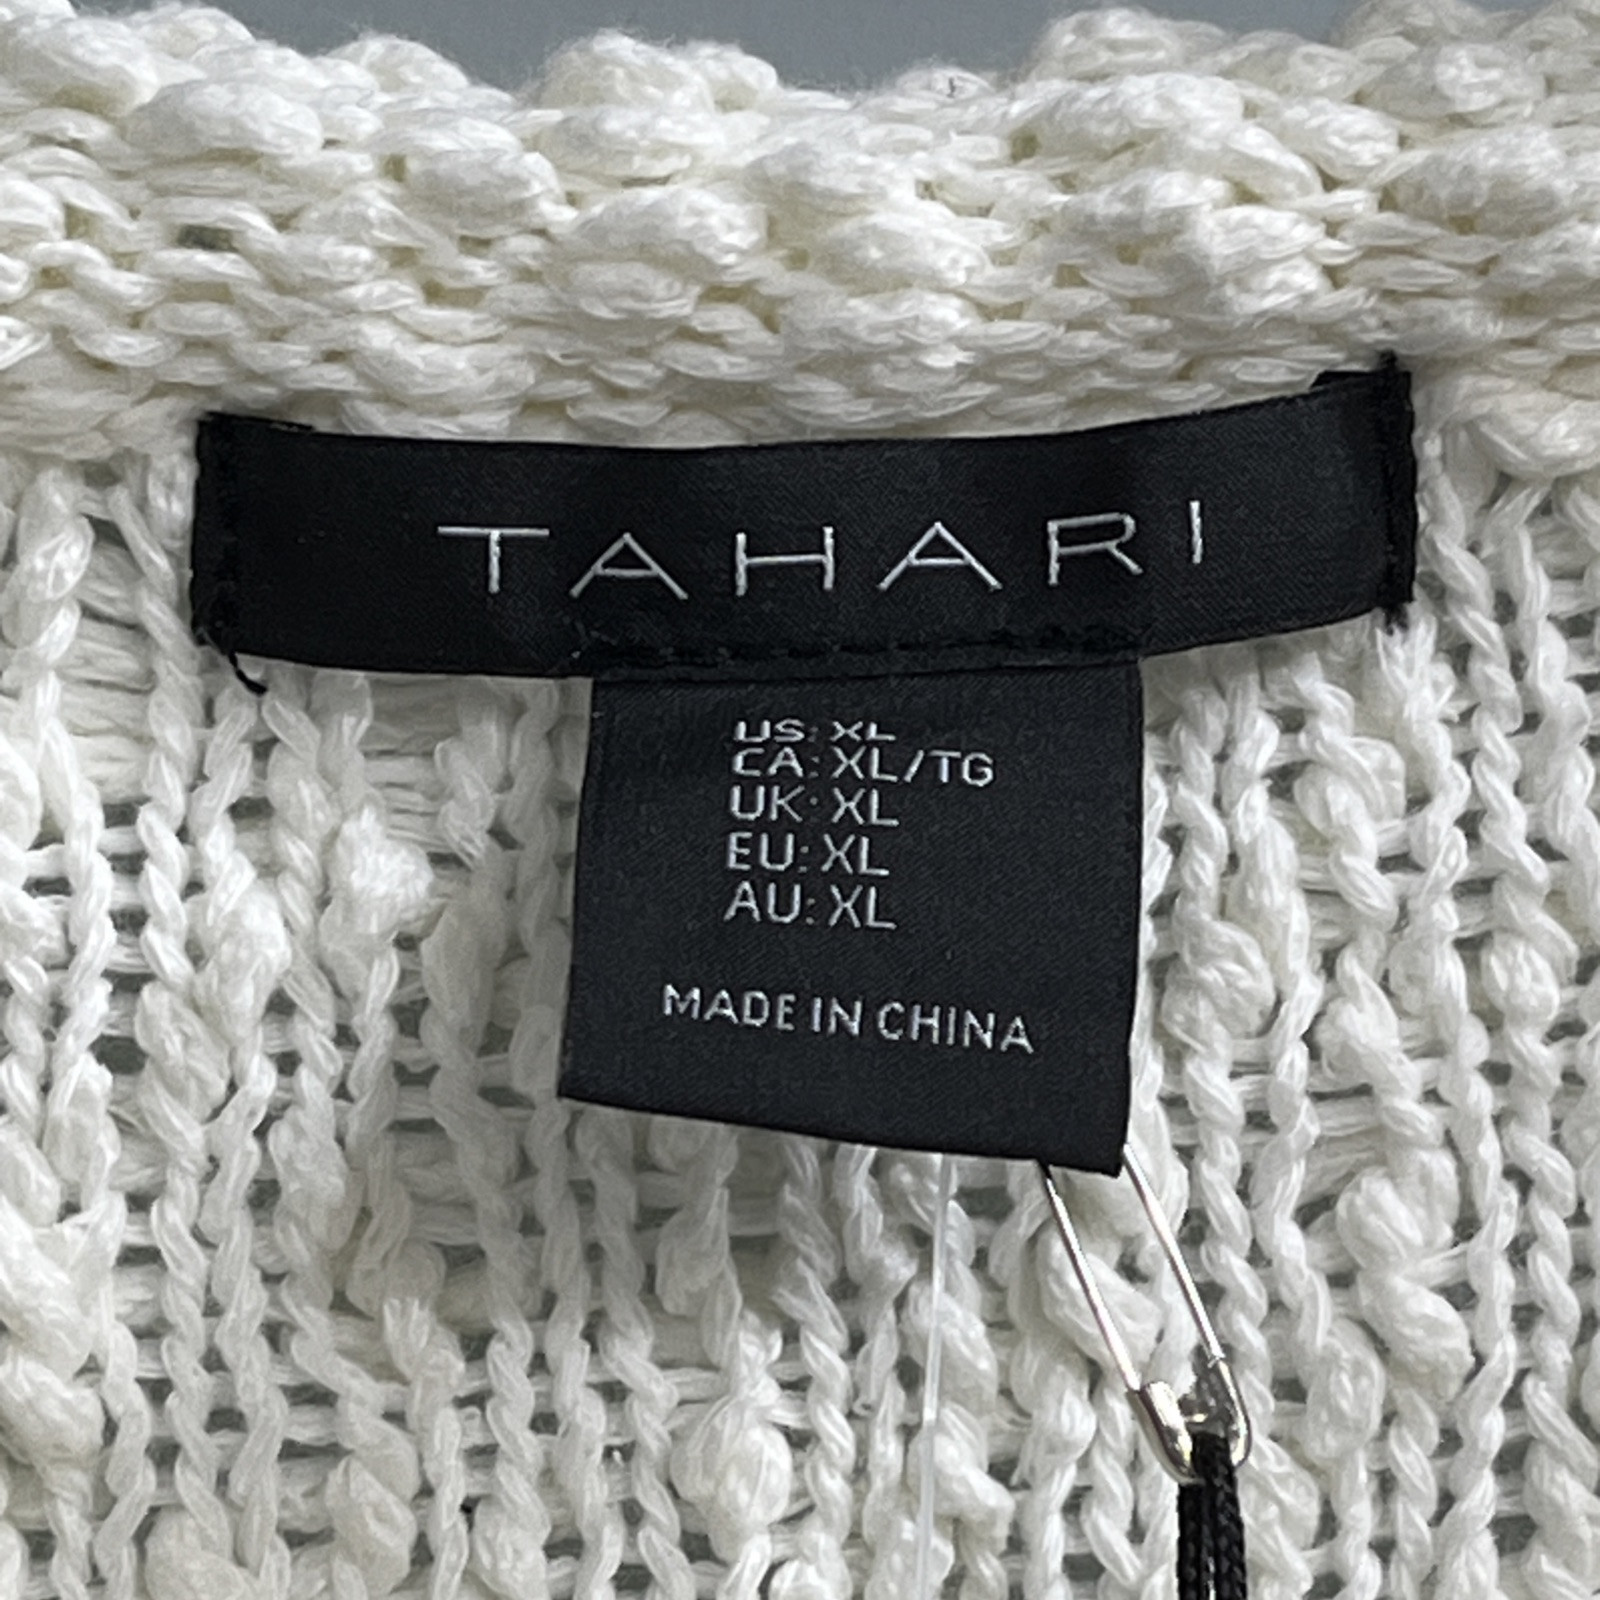 TAHARI
US: XL
CA: XL/TG
UK: XL
EU: XL
AU: XL
MADE IN CHINA